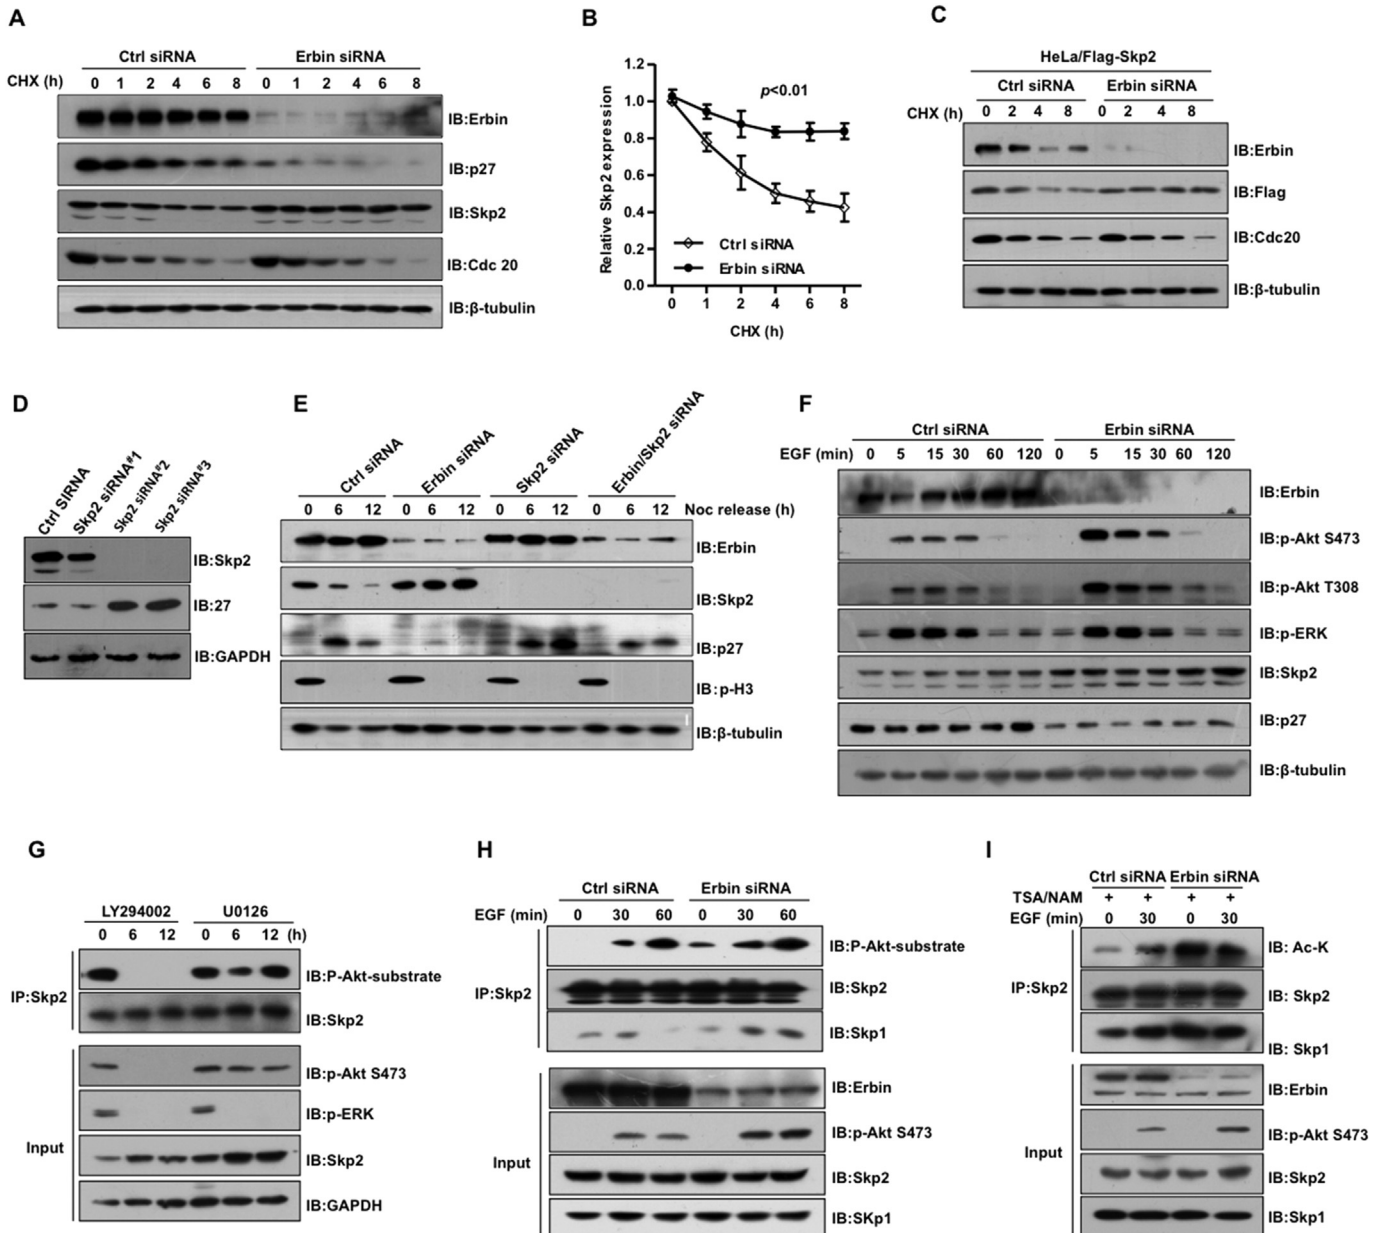 A
Ctrl siRNA Erbin siRNA
CHX (h) 0 1 2 4 6 8 0 1 2 4 6 8
IB:Erbin
IB:p27
IB:Skp2
IB:Cdc 20
IB:β-tubulin
B
1.2
1.0
0.8
0.6
0.4
0.2
0.0
Relative Skp2 expression
p<0.01
Ctrl siRNA
Erbin siRNA
0 1 2 4 6 8
CHX (h)
C
HeLa/Flag-Skp2
Ctrl siRNA Erbin siRNA
CHX (h) 0 2 4 8 0 2 4 8
IB:Erbin
IB:Flag
IB:Cdc20
IB:β-tubulin
D
Ctrl SIRNA
Skp2 siRNA#1
Skp2 siRNA#2
Skp2 siRNA#3
IB:Skp2
IB:27
IB:GAPDH
E
Ctrl siRNA
Erbin siRNA
Skp2 siRNA
Erbin/Skp2 siRNA
0 6 12 0 6 12 0 6 12 0 6 12 Noc release (h)
IB:Erbin
IB:Skp2
IB:p27
IB:p-H3
IB:β-tubulin
F
Ctrl siRNA Erbin siRNA
EGF (min) 0 5 15 30 60 120 0 5 15 30 60 120
IB:Erbin
IB:p-Akt S473
IB:p-Akt T308
IB:p-ERK
IB:Skp2
IB:p27
IB:β-tubulin
G
LY294002 U0126
0 6 12 0 6 12 (h)
IP:Skp2
IB:P-Akt-substrate
IB:Skp2
Input
IB:p-Akt S473
IB:p-ERK
IB:Skp2
IB:GAPDH
H
Ctrl siRNA Erbin siRNA
EGF (min) 0 30 60 0 30 60
IP:Skp2
IB:P-Akt-substrate
IB:Skp2
IB:Skp1
Input
IB:Erbin
IB:p-Akt S473
IB:Skp2
IB:SKp1
I
Ctrl siRNA Erbin siRNA
TSA/NAM + + + +
EGF (min) 0 30 0 30
IP:Skp2
IB: Ac-K
IB: Skp2
IB: Skp1
Input
IB:Erbin
IB:p-Akt S473
IB:Skp2
IB:Skp1